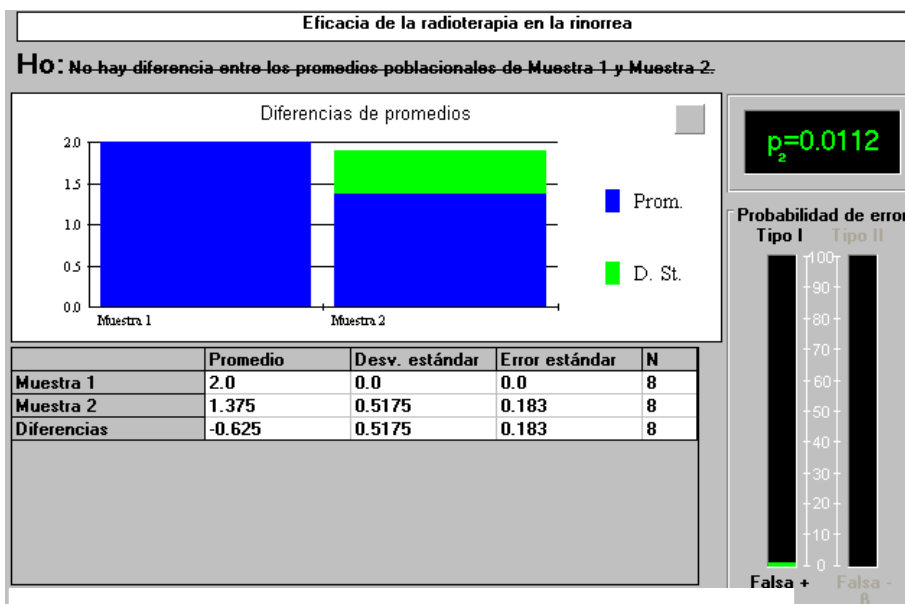 Eficacia de la radioterapia en la rinorrea
Ho: No hay diferencia entre los promedios poblacionales de Muestra 1 y Muestra 2.
Diferencias de promedios
2.0
1.5
1.0
0.5
0.0
Muestra 1 Muestra 2
Prom.
D. St.
p2=0.0112
Probabilidad de error
Tipo I Tipo II
100
90
80
70
60
50
40
30
20
10
0
Falsa + Falsa -
β
Promedio Desv. estándar Error estándar N
Muestra 1 2.0 0.0 0.0 8
Muestra 2 1.375 0.5175 0.183 8
Diferencias -0.625 0.5175 0.183 8